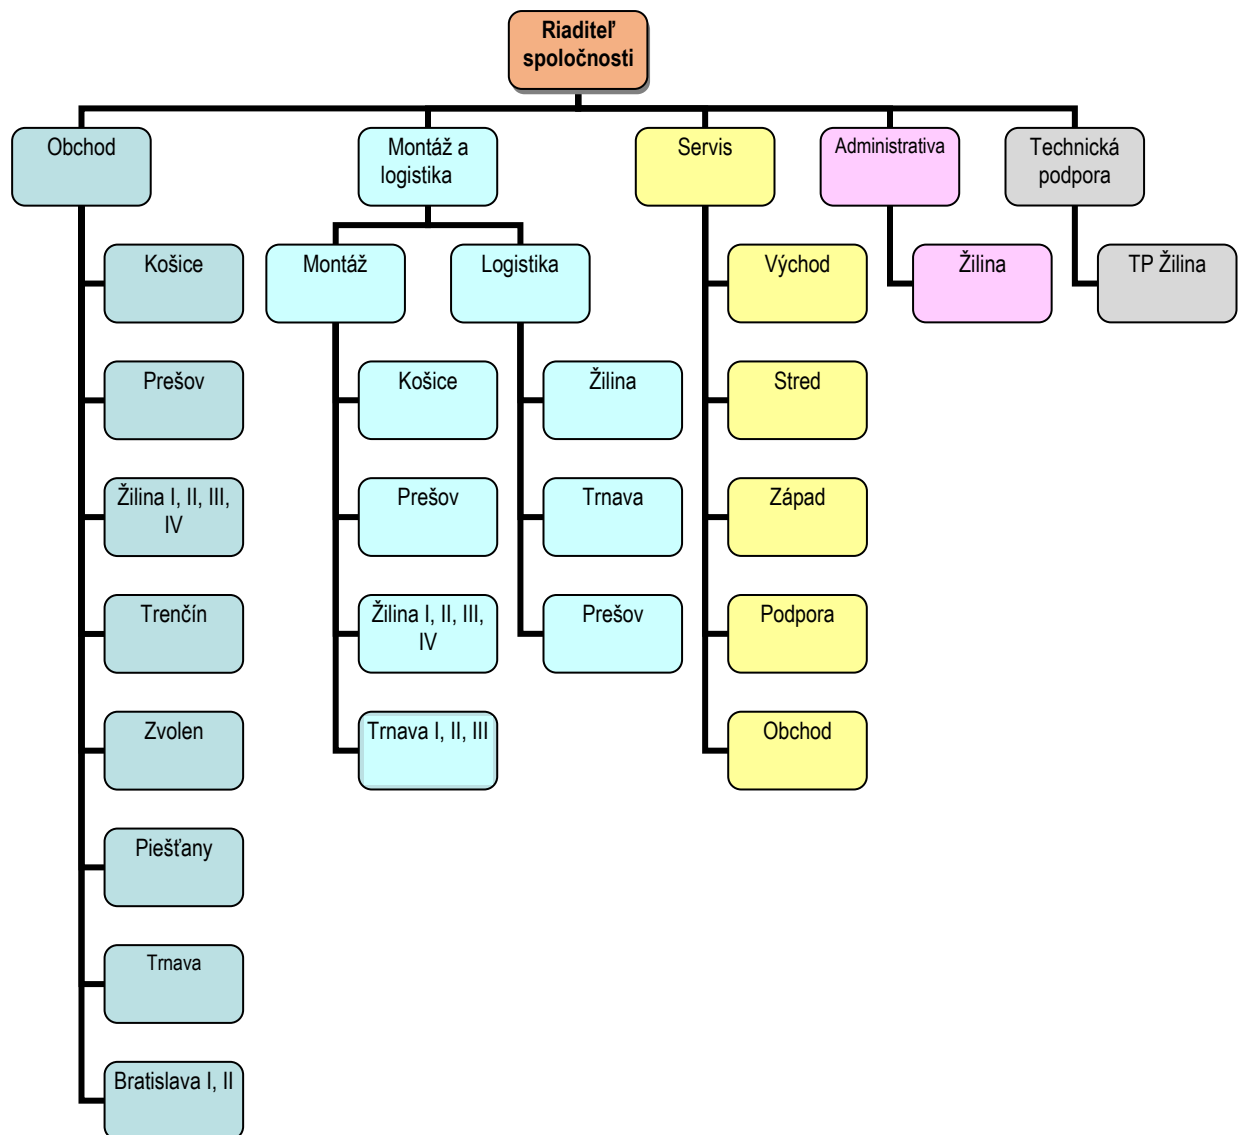 Riaditeľ
spoločnosti
Obchod
Montáž a
logistika
Servis
Administrativa
Technická
podpora
Košice
Montáž
Logistika
Východ
Žilina
TP Žilina
Prešov
Košice
Žilina
Stred
Žilina I, II, III,
IV
Prešov
Trnava
Západ
Trenčín
Žilina I, II, III,
IV
Prešov
Podpora
Zvolen
Trnava I, II, III
Obchod
Piešťany
Trnava
Bratislava I, II